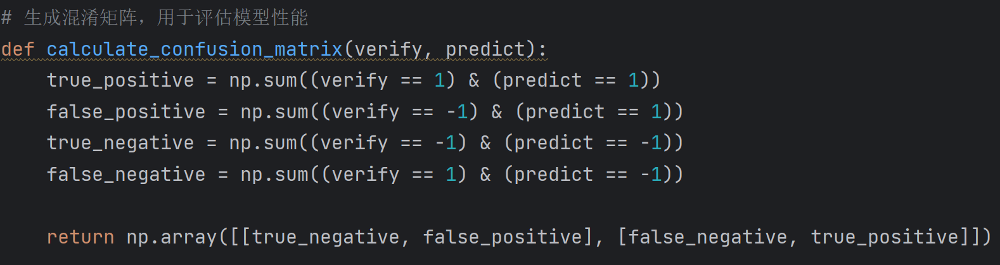 # 生成混淆矩阵，用于评估模型性能
def calculate_confusion_matrix(verify, predict):
    true_positive = np.sum((verify == 1) & (predict == 1))
    false_positive = np.sum((verify == -1) & (predict == 1))
    true_negative = np.sum((verify == -1) & (predict == -1))
    false_negative = np.sum((verify == 1) & (predict == -1))
    return np.array([[true_negative, false_positive], [false_negative, true_positive]])